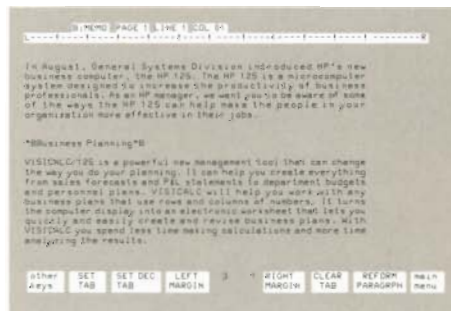 B:MEMO PAGE 1 LINE 1 COL 01
L----!----!----!----!----!----!----!----!----!----!----!--------R
In August, General Systems Division indroduced HP's new
business computer, the HP 125. The HP 125 is a microcomputer
system designed to increase the productivity of business
professionals. As an HP manager, we want you to be aware of some
of the ways the HP 125 can help make the people in your
organization more effective in their jobs.
^BBusiness Planning^B
VISICALC/125 is a powerful new management tool that can change
the way you do your planning. It can help you create everything
from sales forecasts and P&L statements to department budgets
and personnel plans. VISICALC will help you work with any
business plans that use rows and columns of numbers. It turns
the computer display into an electronic worksheet that lets you
quickly and easily create and revise business plans. With
VISICALC you spend less time making calculations and more time
analyzing the results.
other SET SET DEC LEFT 3 RIGHT CLEAR REFORM main
keys TAB TAB MARGIN MARGIN TAB PARAGRPH menu